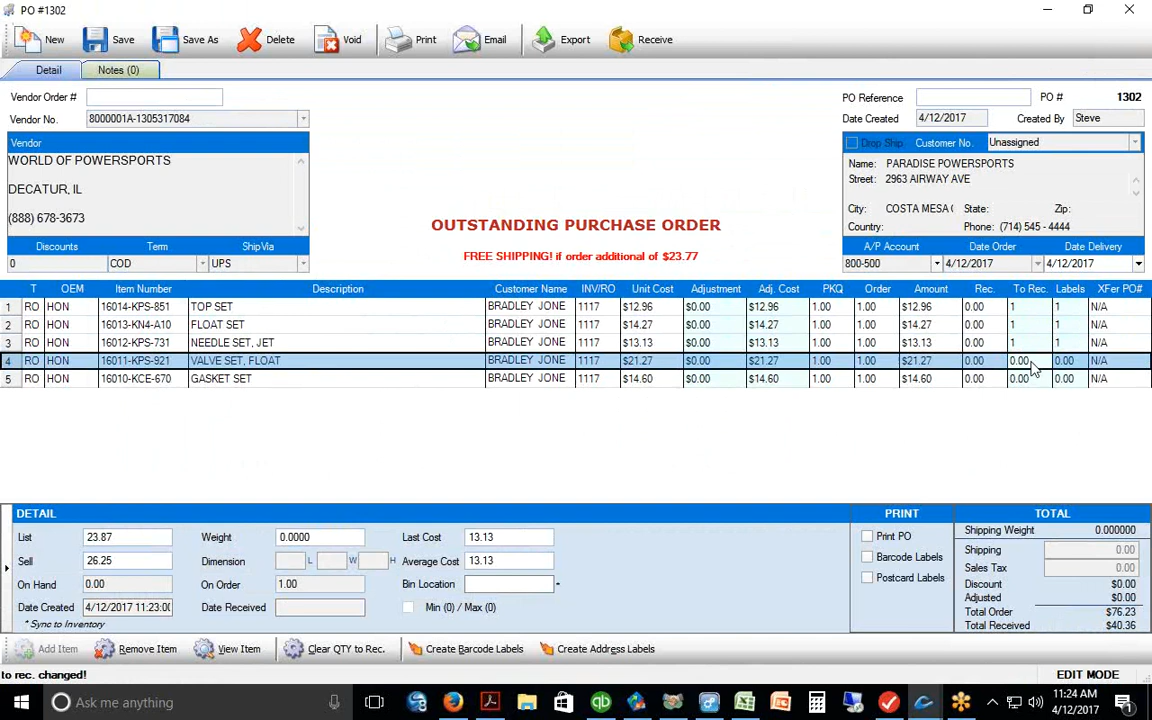 PO #1302
New Save Save As Delete Void Print Email Export Receive
Detail Notes (0)
Vendor Order # PO Reference PO # 1302
Vendor No. 8000001A-1305317084 Date Created 4/12/2017 Created By Steve
Vendor Drop Ship Customer No. Unassigned
WORLD OF POWERSPORTS
DECATUR, IL
(888) 678-3673
Name: PARADISE POWERSPORTS
Street: 2963 AIRWAY AVE
City: COSTA MESA ( State: Zip:
Country: Phone: (714) 545 - 4444
OUTSTANDING PURCHASE ORDER
FREE SHIPPING! if order additional of $23.77
Discounts Term ShipVia A/P Account Date Order Date Delivery
0 COD UPS 800-500 4/12/2017 4/12/2017
T OEM Item Number Description Customer Name INV/RO Unit Cost Adjustment Adj. Cost PKQ Order Amount Rec. To Rec. Labels XFer PO#
1 RO HON 16014-KPS-851 TOP SET BRADLEY JONE 1117 $12.96 $0.00 $12.96 1.00 1.00 $12.96 0.00 1 1 N/A
2 RO HON 16013-KN4-A10 FLOAT SET BRADLEY JONE 1117 $14.27 $0.00 $14.27 1.00 1.00 $14.27 0.00 1 1 N/A
3 RO HON 16012-KPS-731 NEEDLE SET, JET BRADLEY JONE 1117 $13.13 $0.00 $13.13 1.00 1.00 $13.13 0.00 1 1 N/A
4 RO HON 16011-KPS-921 VALVE SET, FLOAT BRADLEY JONE 1117 $21.27 $0.00 $21.27 1.00 1.00 $21.27 0.00 0.00 0.00 N/A
5 RO HON 16010-KCE-670 GASKET SET BRADLEY JONE 1117 $14.60 $0.00 $14.60 1.00 1.00 $14.60 0.00 0.00 0.00 N/A
DETAIL PRINT TOTAL
List 23.87 Weight 0.0000 Last Cost 13.13
Sell 26.25 Dimension L W H Average Cost 13.13
On Hand 0.00 On Order 1.00 Bin Location
Date Created 4/12/2017 11:23:00 Date Received Min (0) / Max (0)
* Sync to Inventory
Print PO
Barcode Labels
Postcard Labels
Shipping Weight 0.000000
Shipping 0.00
Sales Tax 0.00
Discount $0.00
Adjusted $0.00
Total Order $76.23
Total Received $40.36
Add Item Remove Item View Item Clear QTY to Rec. Create Barcode Labels Create Address Labels
to rec. changed! EDIT MODE
Ask me anything
11:24 AM
4/12/2017
1